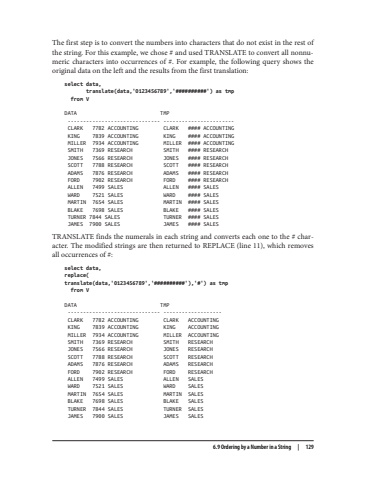 The first step is to convert the numbers into characters that do not exist in the rest of
the string. For this example, we chose # and used TRANSLATE to convert all nonnu-
meric characters into occurrences of #. For example, the following query shows the
original data on the left and the results from the first translation:
select data,
translate(data,'0123456789','##########') as tmp
from V
DATA TMP
------------------------------ ----------------------
CLARK 7782 ACCOUNTING CLARK #### ACCOUNTING
KING 7839 ACCOUNTING KING #### ACCOUNTING
MILLER 7934 ACCOUNTING MILLER #### ACCOUNTING
SMITH 7369 RESEARCH SMITH #### RESEARCH
JONES 7566 RESEARCH JONES #### RESEARCH
SCOTT 7788 RESEARCH SCOTT #### RESEARCH
ADAMS 7876 RESEARCH ADAMS #### RESEARCH
FORD 7902 RESEARCH FORD #### RESEARCH
ALLEN 7499 SALES ALLEN #### SALES
WARD 7521 SALES WARD #### SALES
MARTIN 7654 SALES MARTIN #### SALES
BLAKE 7698 SALES BLAKE #### SALES
TURNER 7844 SALES TURNER #### SALES
JAMES 7900 SALES JAMES #### SALES
TRANSLATE finds the numerals in each string and converts each one to the # char-
acter. The modified strings are then returned to REPLACE (line 11), which removes
all occurrences of #:
select data,
replace(
translate(data,'0123456789','##########'),'#') as tmp
from V
DATA TMP
------------------------------ -------------------
CLARK 7782 ACCOUNTING CLARK ACCOUNTING
KING 7839 ACCOUNTING KING ACCOUNTING
MILLER 7934 ACCOUNTING MILLER ACCOUNTING
SMITH 7369 RESEARCH SMITH RESEARCH
JONES 7566 RESEARCH JONES RESEARCH
SCOTT 7788 RESEARCH SCOTT RESEARCH
ADAMS 7876 RESEARCH ADAMS RESEARCH
FORD 7902 RESEARCH FORD RESEARCH
ALLEN 7499 SALES ALLEN SALES
WARD 7521 SALES WARD SALES
MARTIN 7654 SALES MARTIN SALES
BLAKE 7698 SALES BLAKE SALES
TURNER 7844 SALES TURNER SALES
JAMES 7900 SALES JAMES SALES
6.9 Ordering by a Number in a String | 129